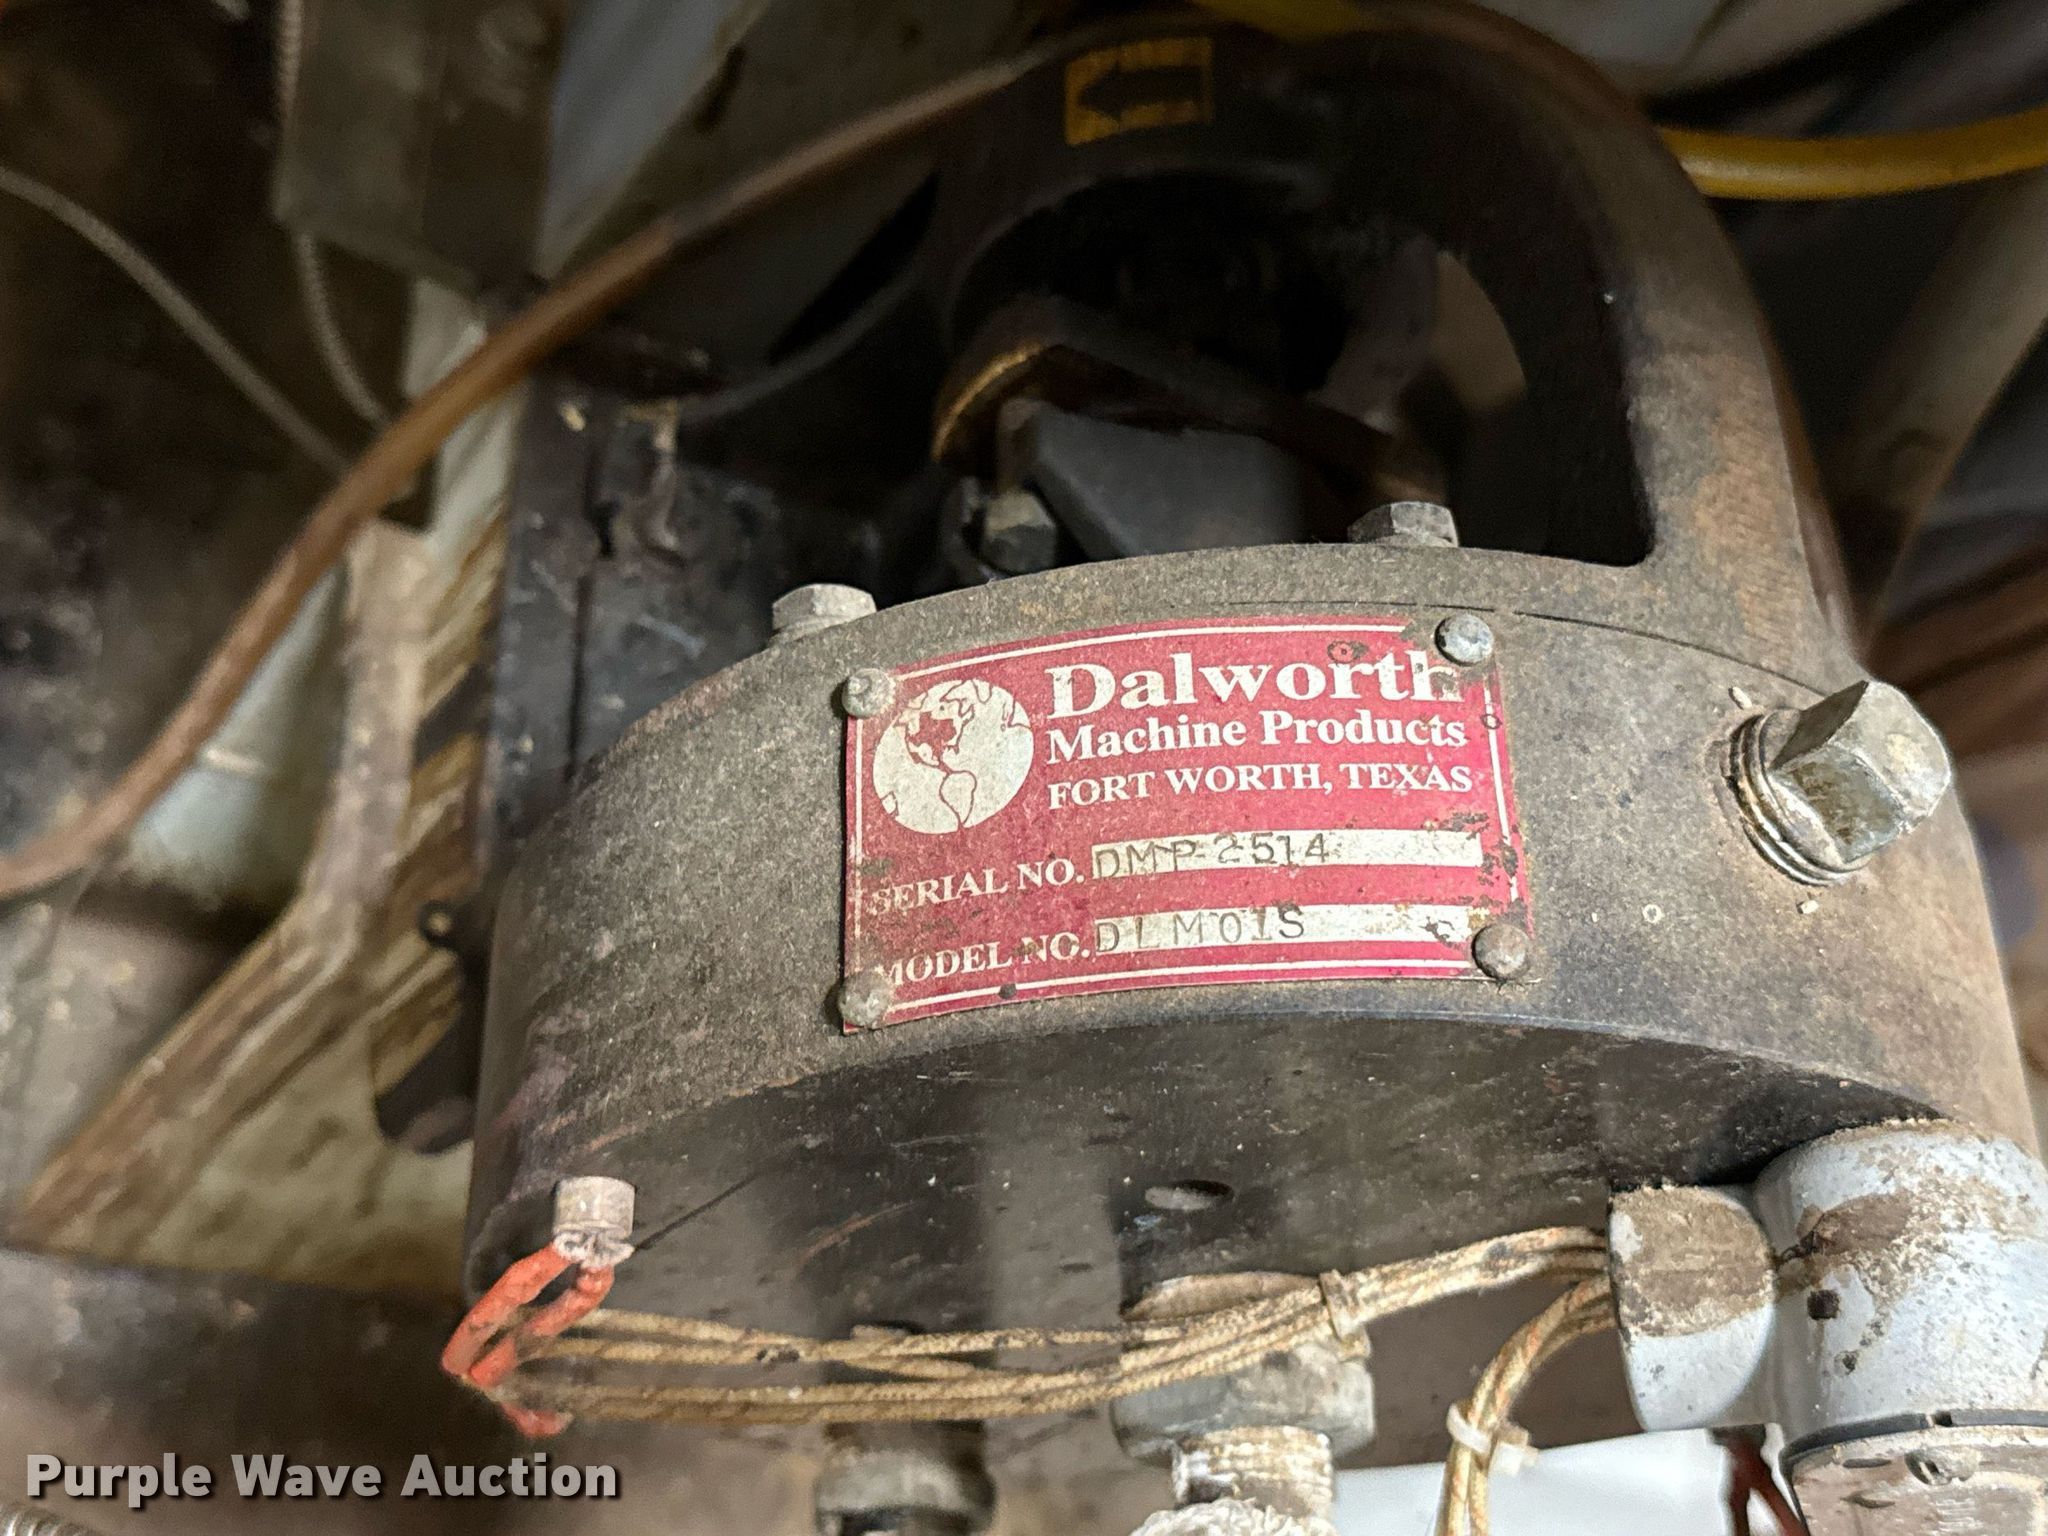 Dalworth
Machine Products
FORT WORTH, TEXAS
SERIAL NO. DMP-2514
MODEL NO. DLM01S
Purple Wave Auction